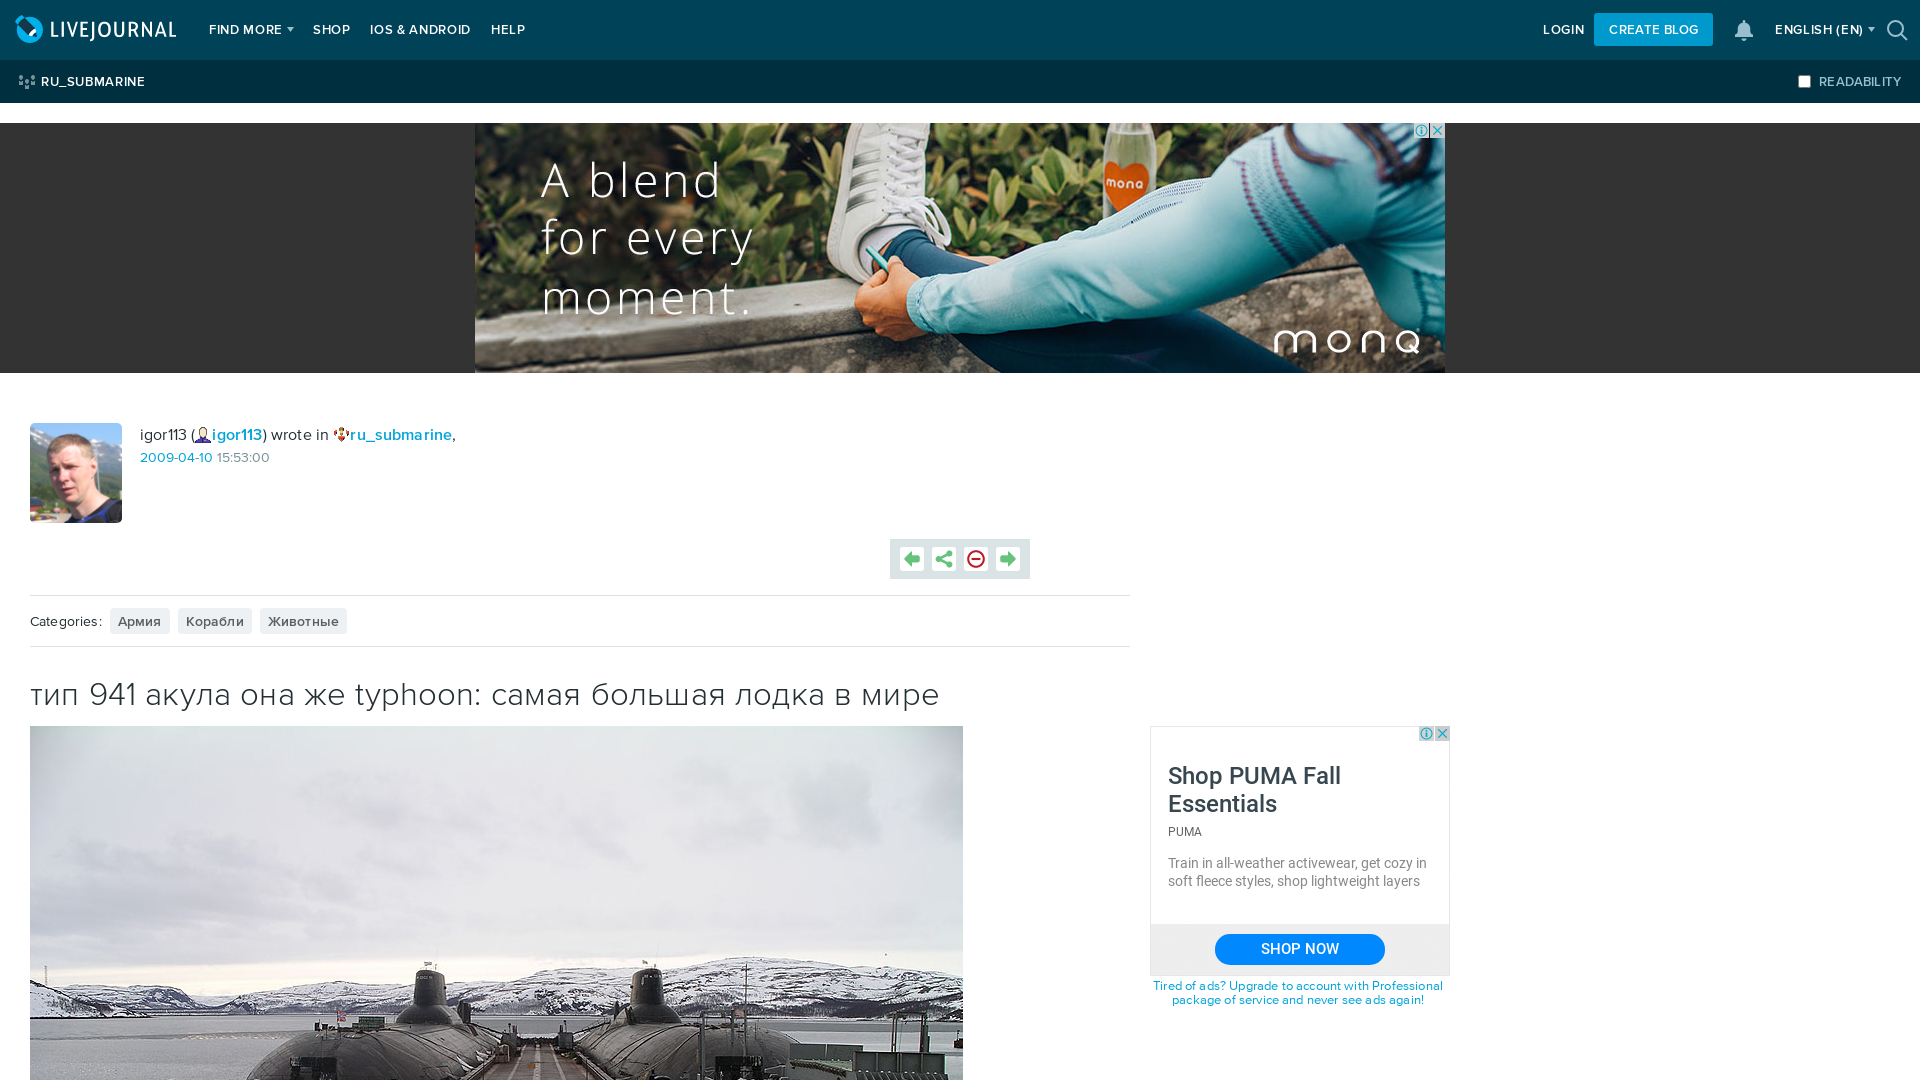 LIVEJOURNAL
FIND MORE
SHOP
IOS & ANDROID
HELP
LOGIN
CREATE BLOG
ENGLISH (EN)
RU_SUBMARINE
READABILITY
A blend
for every
moment.
mona
monq
igor113 (igor113) wrote in ru_submarine,
2009-04-10 15:53:00
Categories: Армия Корабли Животные
тип 941 акула она же typhoon: самая большая лодка в мире
Shop PUMA Fall
Essentials
PUMA
Train in all-weather activewear, get cozy in
soft fleece styles, shop lightweight layers
SHOP NOW
Tired of ads? Upgrade to account with Professional
package of service and never see ads again!